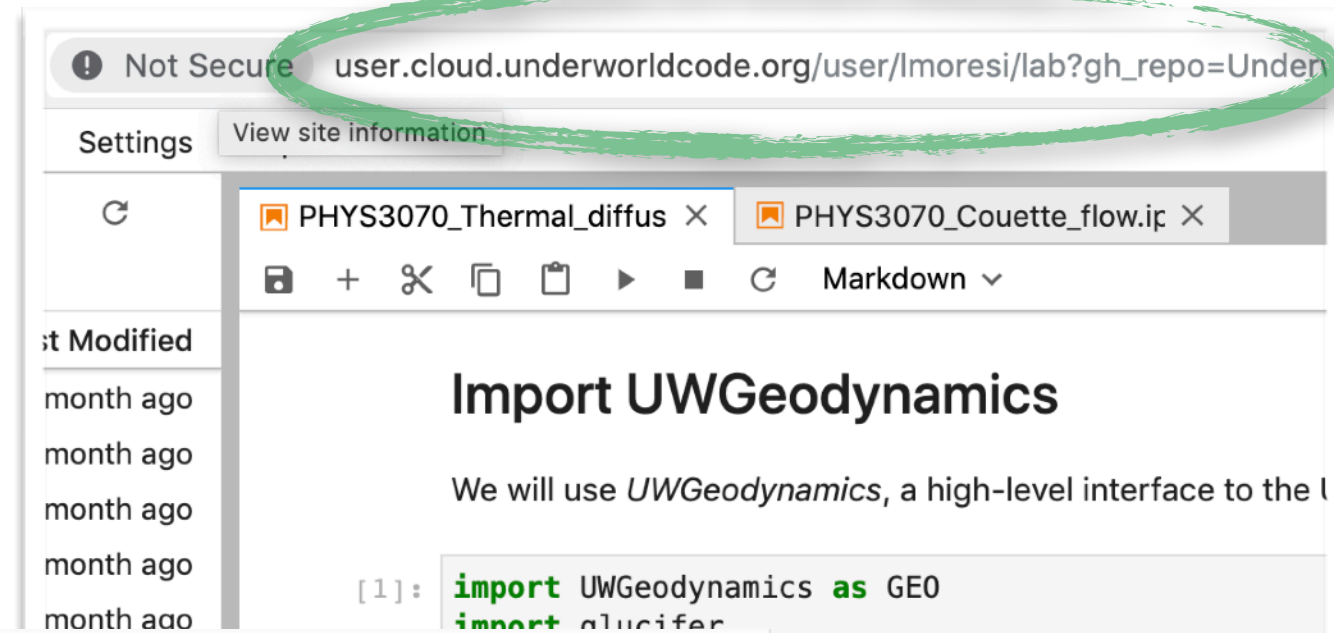 Not Secure user.cloud.underworldcode.org/user/lmoresi/lab?gh_repo=Under
Settings View site information
PHYS3070_Thermal_diffus PHYS3070_Couette_flow.ip
Markdown
st Modified
month ago
month ago
month ago
month ago
month ago
Import UWGeodynamics
We will use UWGeodynamics, a high-level interface to the
[1]: import UWGeodynamics as GEO
import glucifer